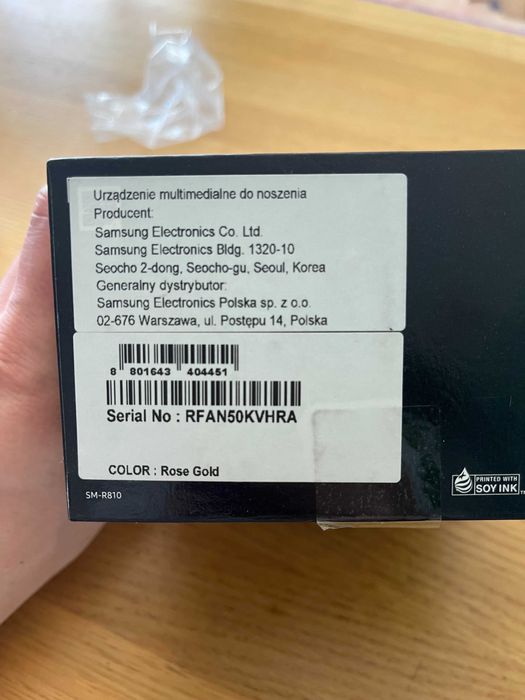 Urządzenie multimedialne do noszenia
Producent:
Samsung Electronics Co. Ltd.
Samsung Electronics Bldg. 1320-10
Seocho 2-dong, Seocho-gu, Seoul, Korea
Generalny dystrybutor:
Samsung Electronics Polska sp. z o.o.
02-676 Warszawa, ul. Postępu 14, Polska
8 801643 404451
Serial No : RFAN50KVHRA
COLOR : Rose Gold
SM-R810
PRINTED WITH
SOY INK™